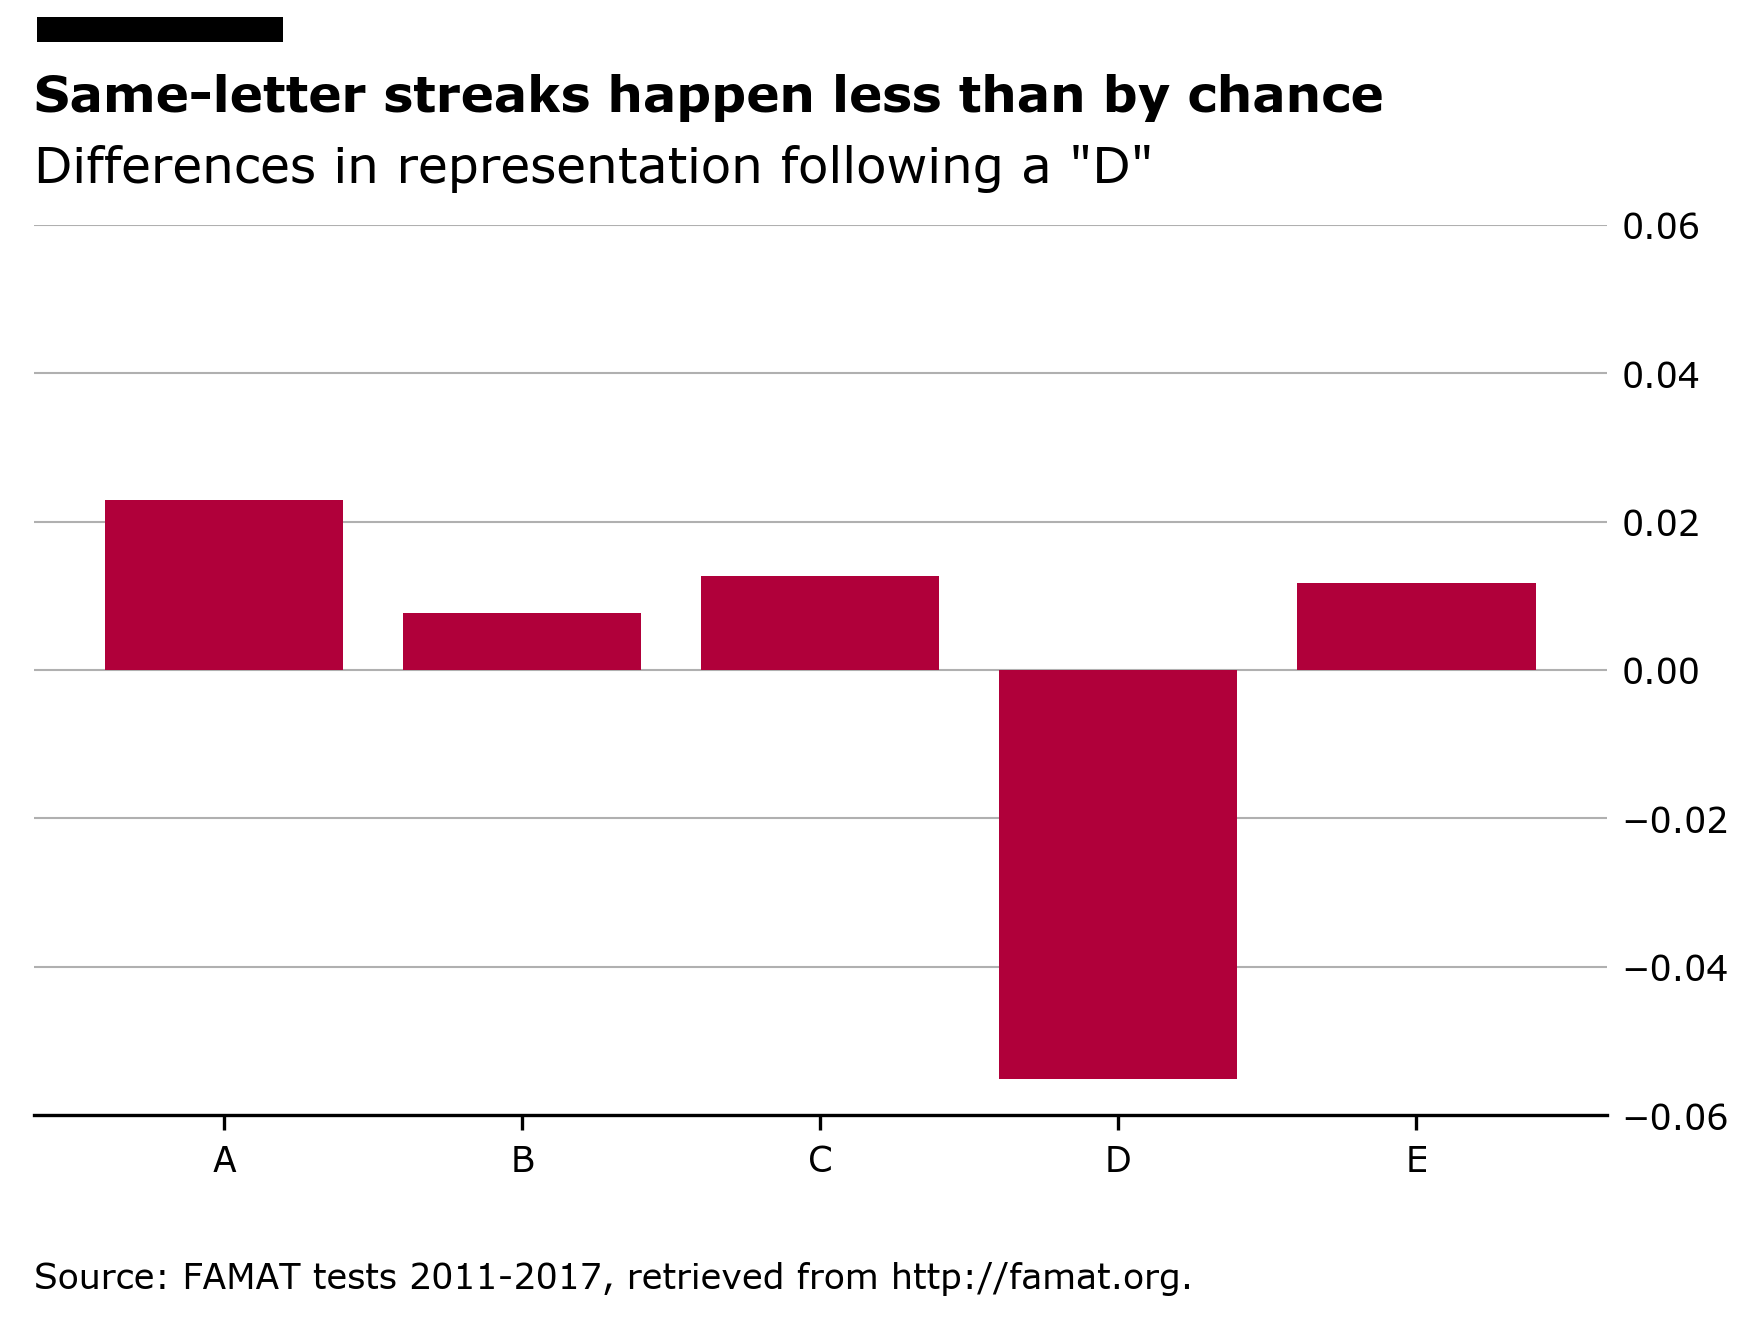 Same-letter streaks happen less than by chance
Differences in representation following a "D"
0.06
0.04
0.02
0.00
−0.02
−0.04
−0.06
A B C D E
Source: FAMAT tests 2011-2017, retrieved from http://famat.org.